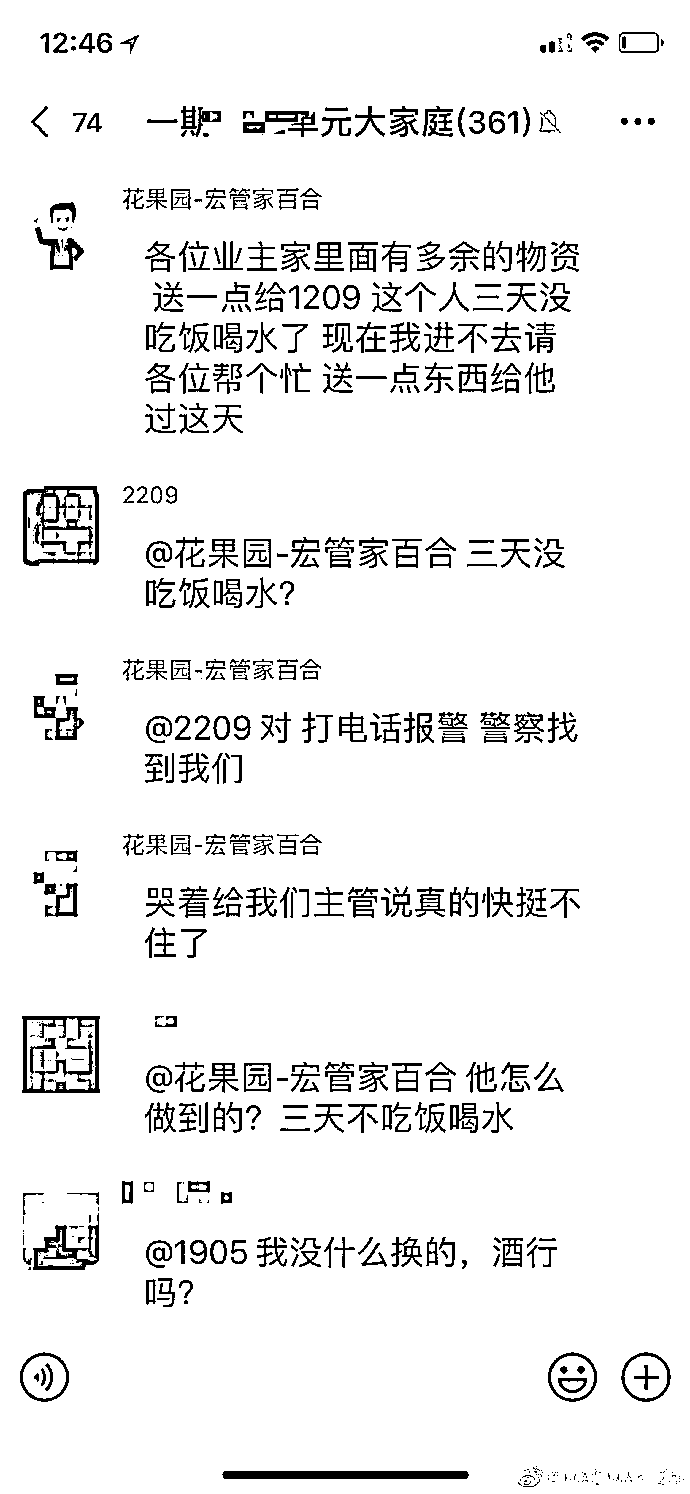 12:46
74
一期 单元大家庭(361)
花果园-宏管家百合
各位业主家里面有多余的物资
送一点给1209 这个人三天没
吃饭喝水了 现在我进不去请
各位帮个忙 送一点东西给他
过这天
2209
@花果园-宏管家百合 三天没
吃饭喝水?
花果园-宏管家百合
@2209 对 打电话报警 警察找
到我们
花果园-宏管家百合
哭着给我们主管说真的快挺不
住了
@花果园-宏管家百合 他怎么
做到的? 三天不吃饭喝水
@1905 我没什么换的，酒行
吗?